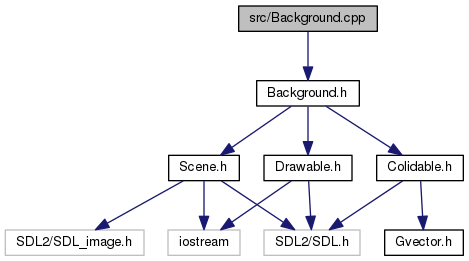 src/Background.cpp
Background.h
Scene.h
Drawable.h
Colidable.h
SDL2/SDL_image.h
iostream
SDL2/SDL.h
Gvector.h